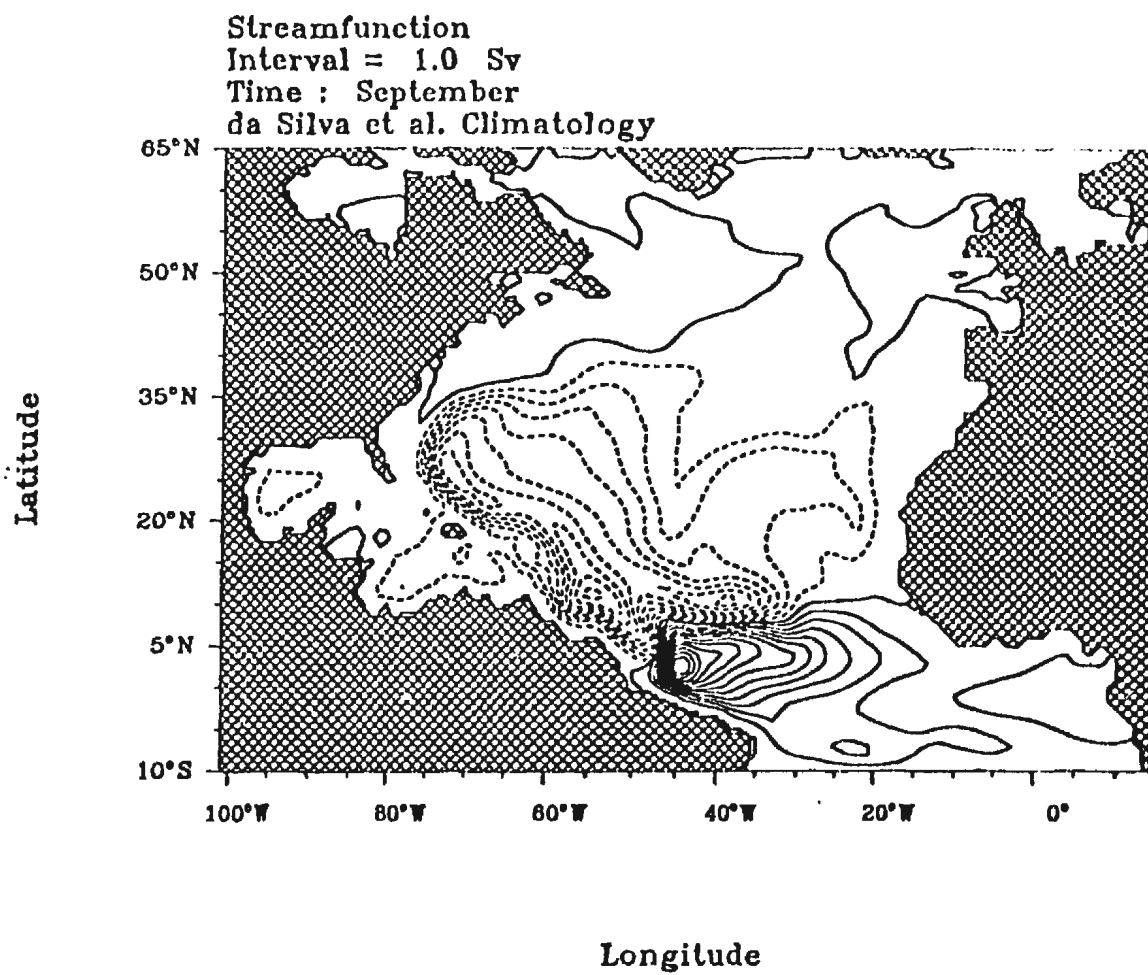 Streamfunction
Interval = 1.0 Sv
Time : September
da Silva et al. Climatology
65°N
50°N
35°N
20°N
5°N
10°S
Latitude
100°W 80°W 60°W 40°W 20°W 0°
Longitude